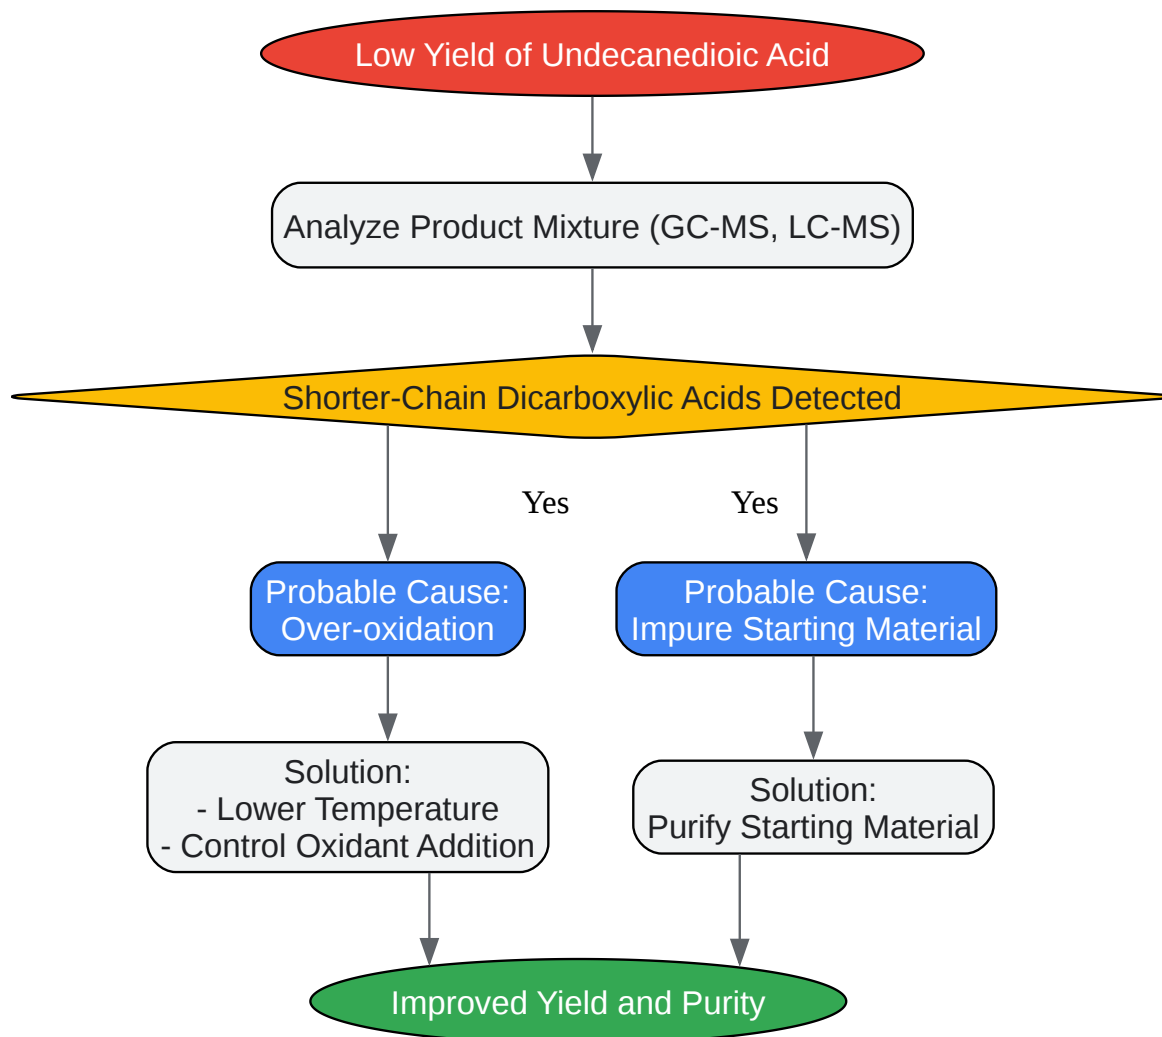 Low Yield of Undecanedioic Acid
Analyze Product Mixture (GC-MS, LC-MS)
Shorter-Chain Dicarboxylic Acids Detected
Yes
Yes
Probable Cause:
Over-oxidation
Probable Cause:
Impure Starting Material
Solution:
- Lower Temperature
- Control Oxidant Addition
Solution:
Purify Starting Material
Improved Yield and Purity